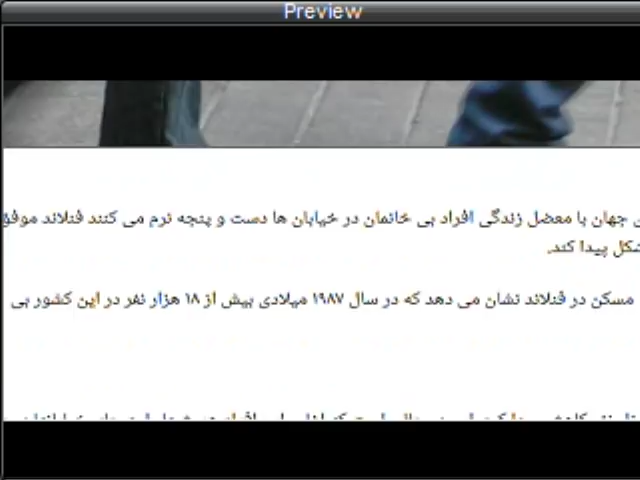 Preview
جهان با معضل زندگی افراد بی خانمان در خیابان ها دست و پنجه نرم می کنند فنلاند موفق
شکل پیدا کند.
مسکن در فنلاند نشان می دهد که در سال ۱۹۸۷ میلادی بیش از ۱۸ هزار نفر در این کشور بی